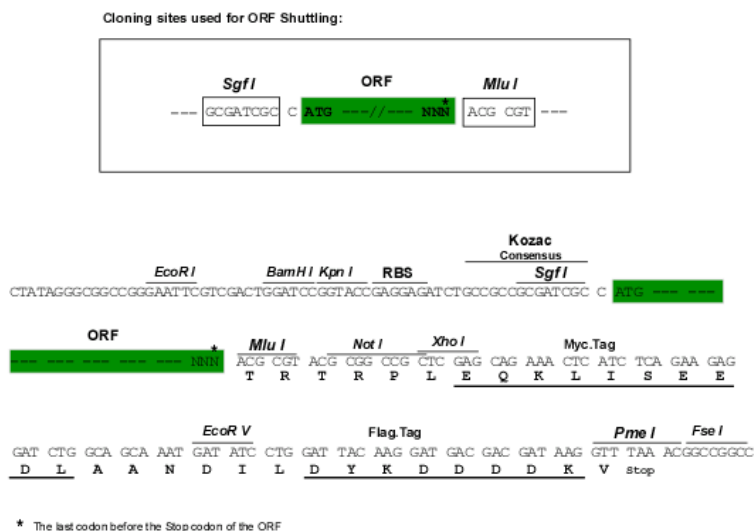 Cloning sites used for ORF Shuttling:
Sgf I ORF Mlu I
--- GCGATCGC C ATG ---//--- NNN* ACG CGT ---
Kozac
Consensus
EcoR I BamH I Kpn I RBS Sgf I
CTATAGGGCGGCCGGGAATTCGTCGACTGGATCCGGTACCGAGGAGATCTGCCGCCGCGATCGC C ATG --- ---
ORF Mlu I Not I Xho I Myc.Tag
--- --- --- --- --- --- NNN* ACG CGT ACG CGG CCG CTC GAG CAG AAA CTC ATC TCA GAA GAG
T R T R P L E Q K L I S E E
EcoR V Flag.Tag Pme I Fse I
GAT CTG GCA GCA AAT GAT ATC CTG GAT TAC AAG GAT GAC GAC GAT AAG GTT TAA ACGGCCGGCC
D L A A N D I L D Y K D D D D K V Stop
* The last codon before the Stop codon of the ORF